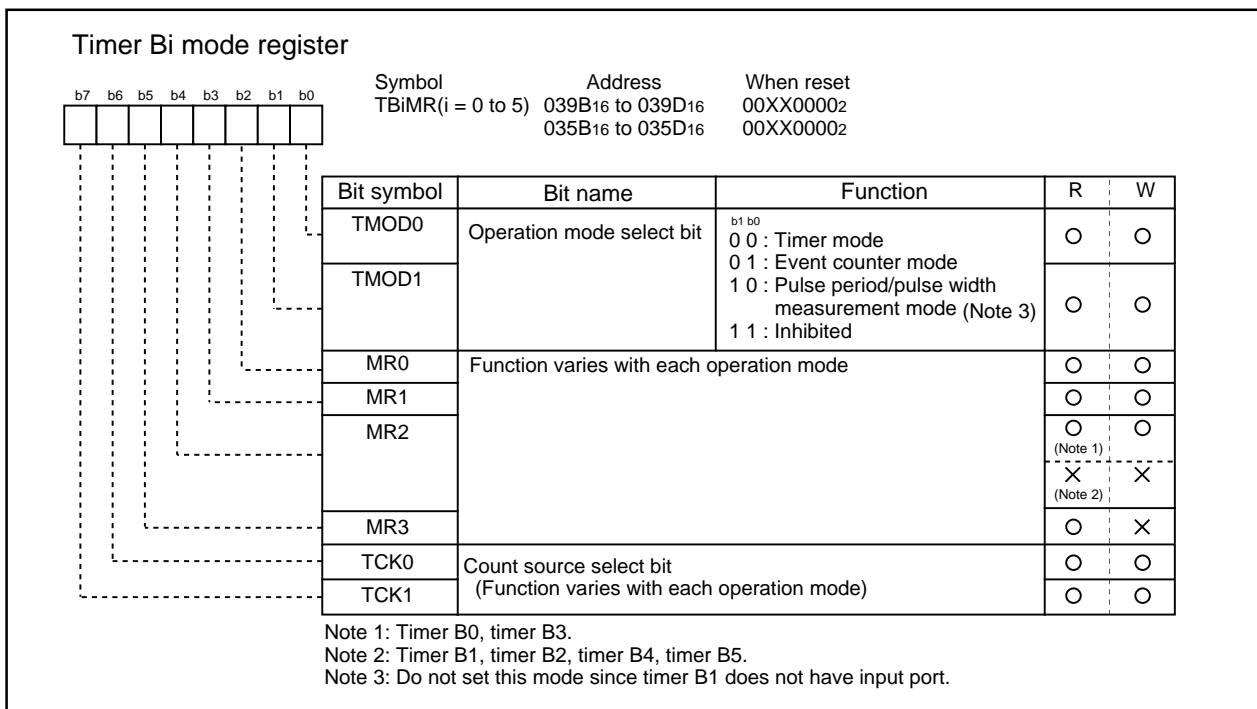 Timer Bi mode register
Symbol Address When reset
TBiMR(i = 0 to 5) 039B16 to 039D16 00XX00002
035B16 to 035D16 00XX00002
b7 b6 b5 b4 b3 b2 b1 b0
Bit symbol Bit name Function R W
TMOD0 Operation mode select bit
b1 b0
0 0 : Timer mode
0 1 : Event counter mode
TMOD1
1 0 : Pulse period/pulse width
measurement mode (Note 3)
1 1 : Inhibited
MR0 Function varies with each operation mode
MR1
MR2
(Note 1)
(Note 2)
MR3
TCK0 Count source select bit
(Function varies with each operation mode)
TCK1
Note 1: Timer B0, timer B3.
Note 2: Timer B1, timer B2, timer B4, timer B5.
Note 3: Do not set this mode since timer B1 does not have input port.